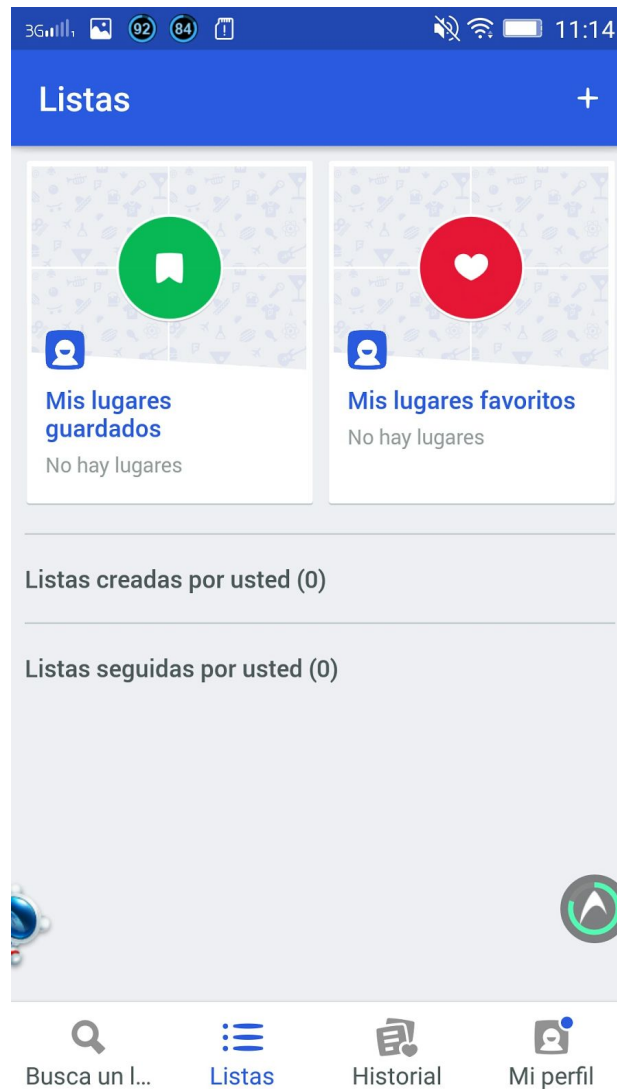 3G 92 84 11:14
Listas +
Mis lugares
guardados
No hay lugares
Mis lugares favoritos
No hay lugares
Listas creadas por usted (0)
Listas seguidas por usted (0)
Busca un l... Listas Historial Mi perfil